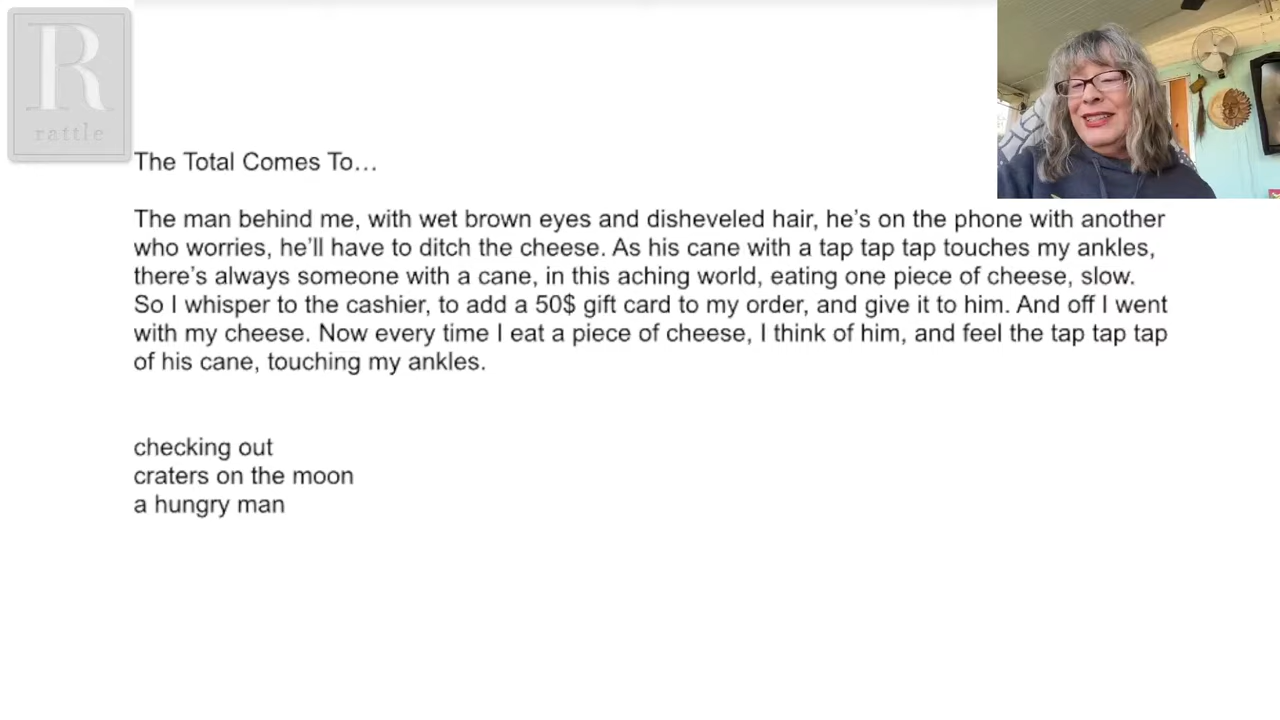 R
rattle
The Total Comes To…
The man behind me, with wet brown eyes and disheveled hair, he’s on the phone with another
who worries, he’ll have to ditch the cheese. As his cane with a tap tap tap touches my ankles,
there’s always someone with a cane, in this aching world, eating one piece of cheese, slow.
So I whisper to the cashier, to add a 50$ gift card to my order, and give it to him. And off I went
with my cheese. Now every time I eat a piece of cheese, I think of him, and feel the tap tap tap
of his cane, touching my ankles.
checking out
craters on the moon
a hungry man